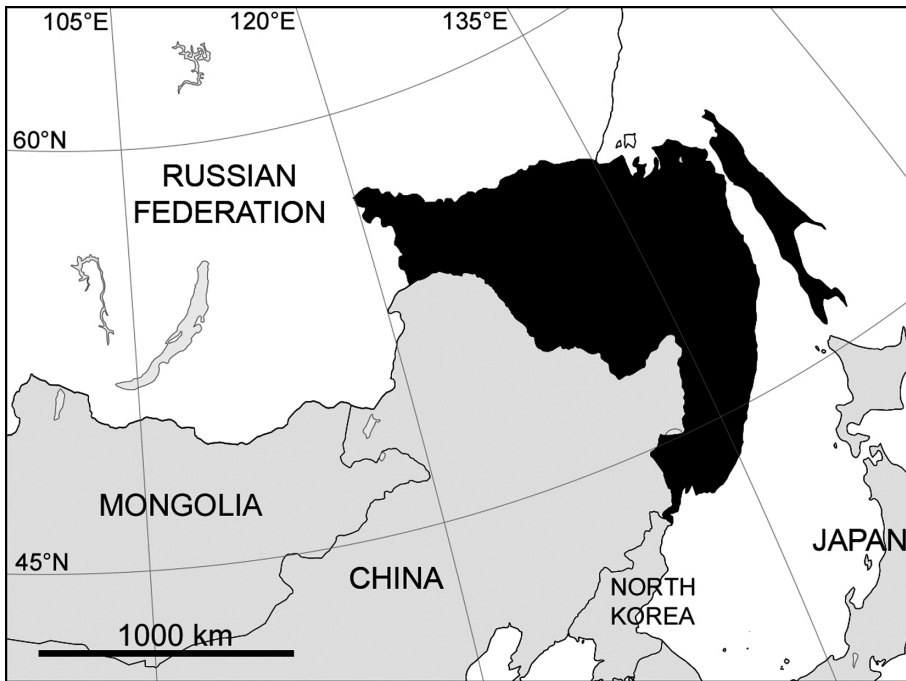 105°E
120°E
135°E
60°N
RUSSIAN
FEDERATION
MONGOLIA
45°N
CHINA
JAPAN
NORTH
KOREA
1000 km